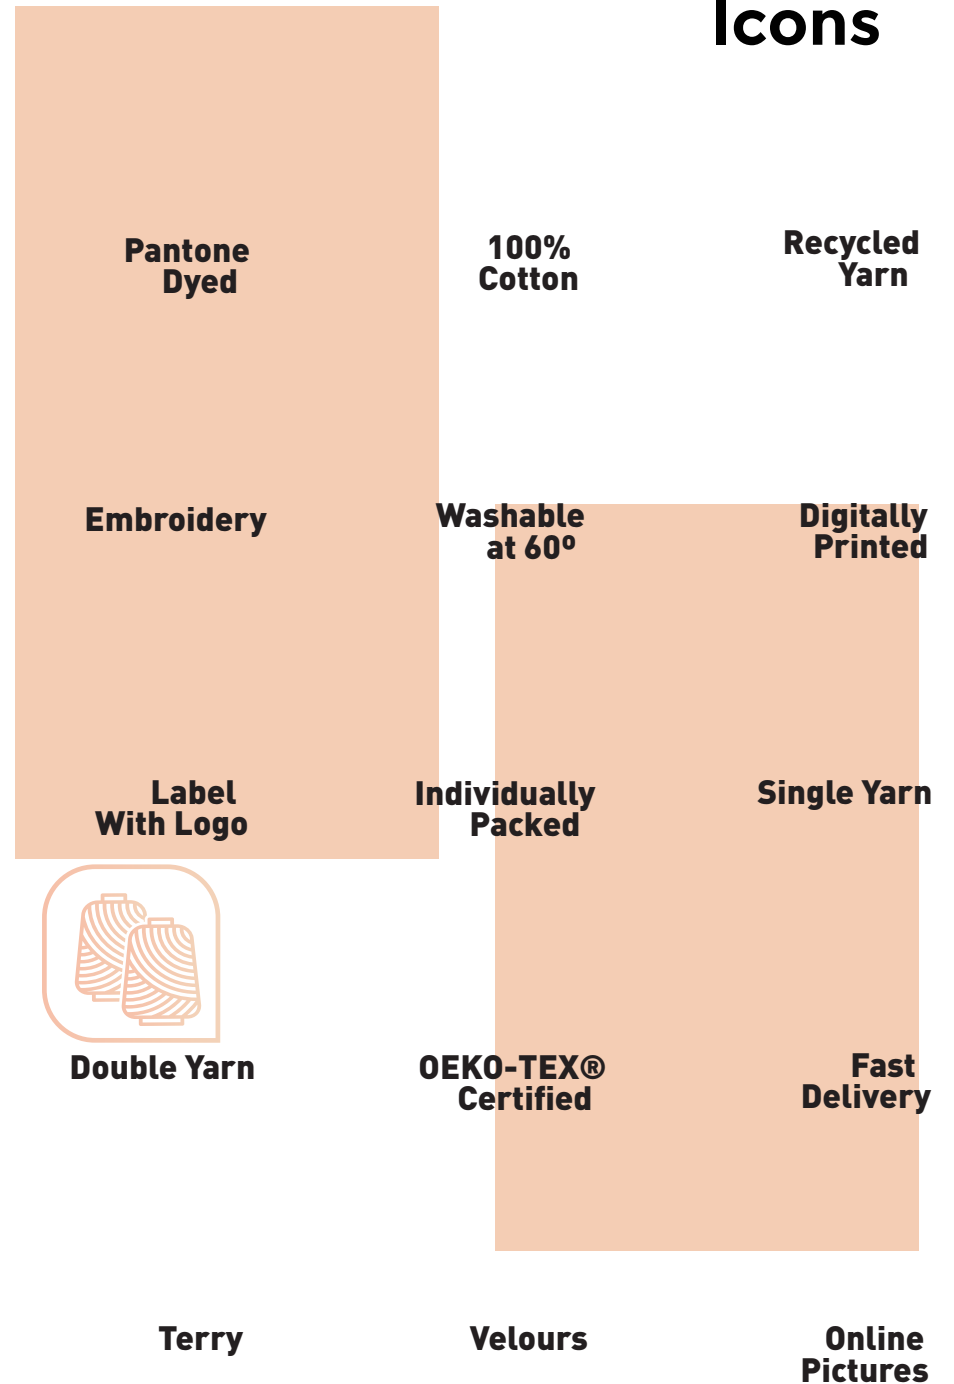 Icons
Pantone
Dyed
100%
Cotton
Recycled
Yarn
Embroidery
Washable
at 60º
Digitally
Printed
Label
With Logo
Individually
Packed
Single Yarn
Double Yarn
OEKO-TEX®
Certified
Fast
Delivery
Terry
Velours
Online
Pictures